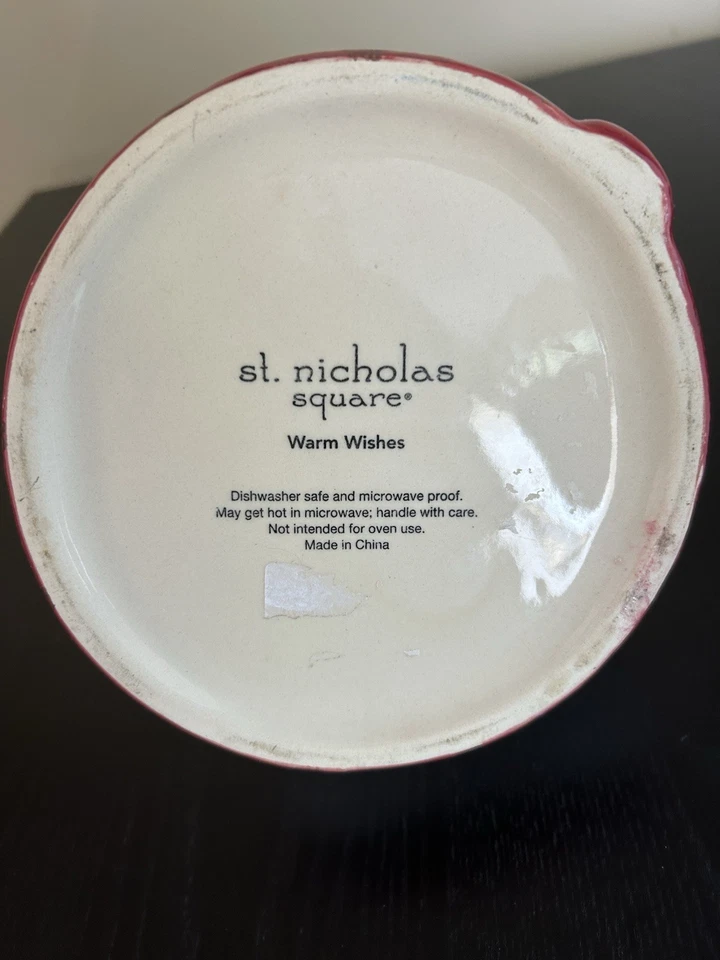 st. nicholas
square®
Warm Wishes
Dishwasher safe and microwave proof.
May get hot in microwave; handle with care.
Not intended for oven use.
Made in China